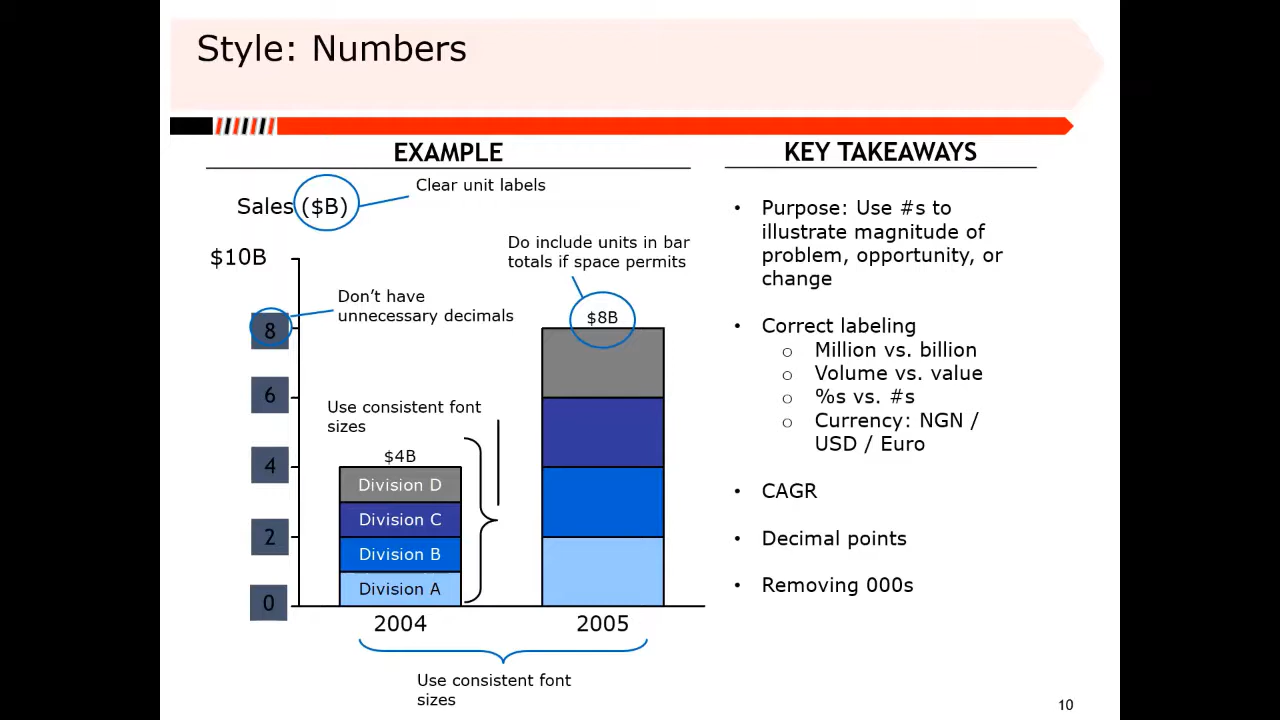 Style: Numbers
EXAMPLE
Sales ($B)
Clear unit labels
$10B
Do include units in bar
totals if space permits
Don’t have
unnecessary decimals
8
$8B
6
Use consistent font
sizes
4
$4B
Division D
Division C
2
Division B
Division A
0
2004
2005
Use consistent font
sizes
KEY TAKEAWAYS
• Purpose: Use #s to
illustrate magnitude of
problem, opportunity, or
change
• Correct labeling
o Million vs. billion
o Volume vs. value
o %s vs. #s
o Currency: NGN /
USD / Euro
• CAGR
• Decimal points
• Removing 000s
10